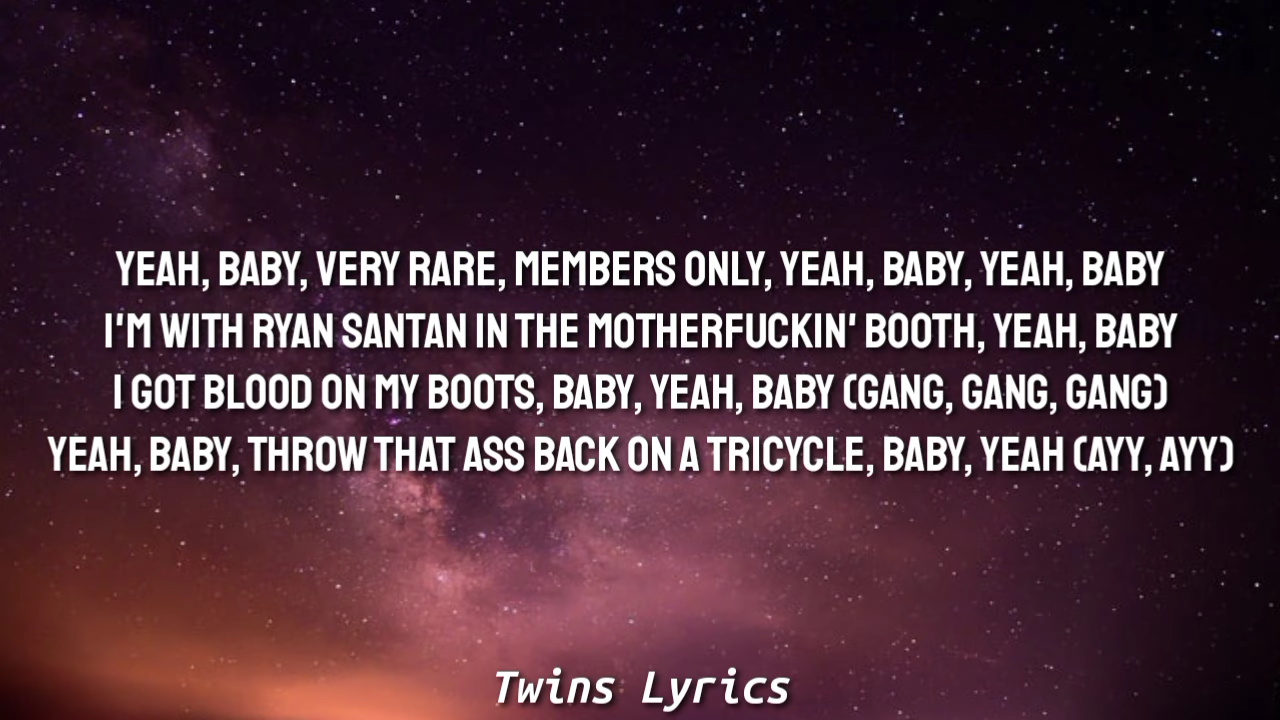 YEAH, BABY, VERY RARE, MEMBERS ONLY, YEAH, BABY, YEAH, BABY
I'M WITH RYAN SANTAN IN THE MOTHERFUCKIN' BOOTH, YEAH, BABY
I GOT BLOOD ON MY BOOTS, BABY, YEAH, BABY (GANG, GANG, GANG)
YEAH, BABY, THROW THAT ASS BACK ON A TRICYCLE, BABY, YEAH (AYY, AYY)
Twins Lyrics